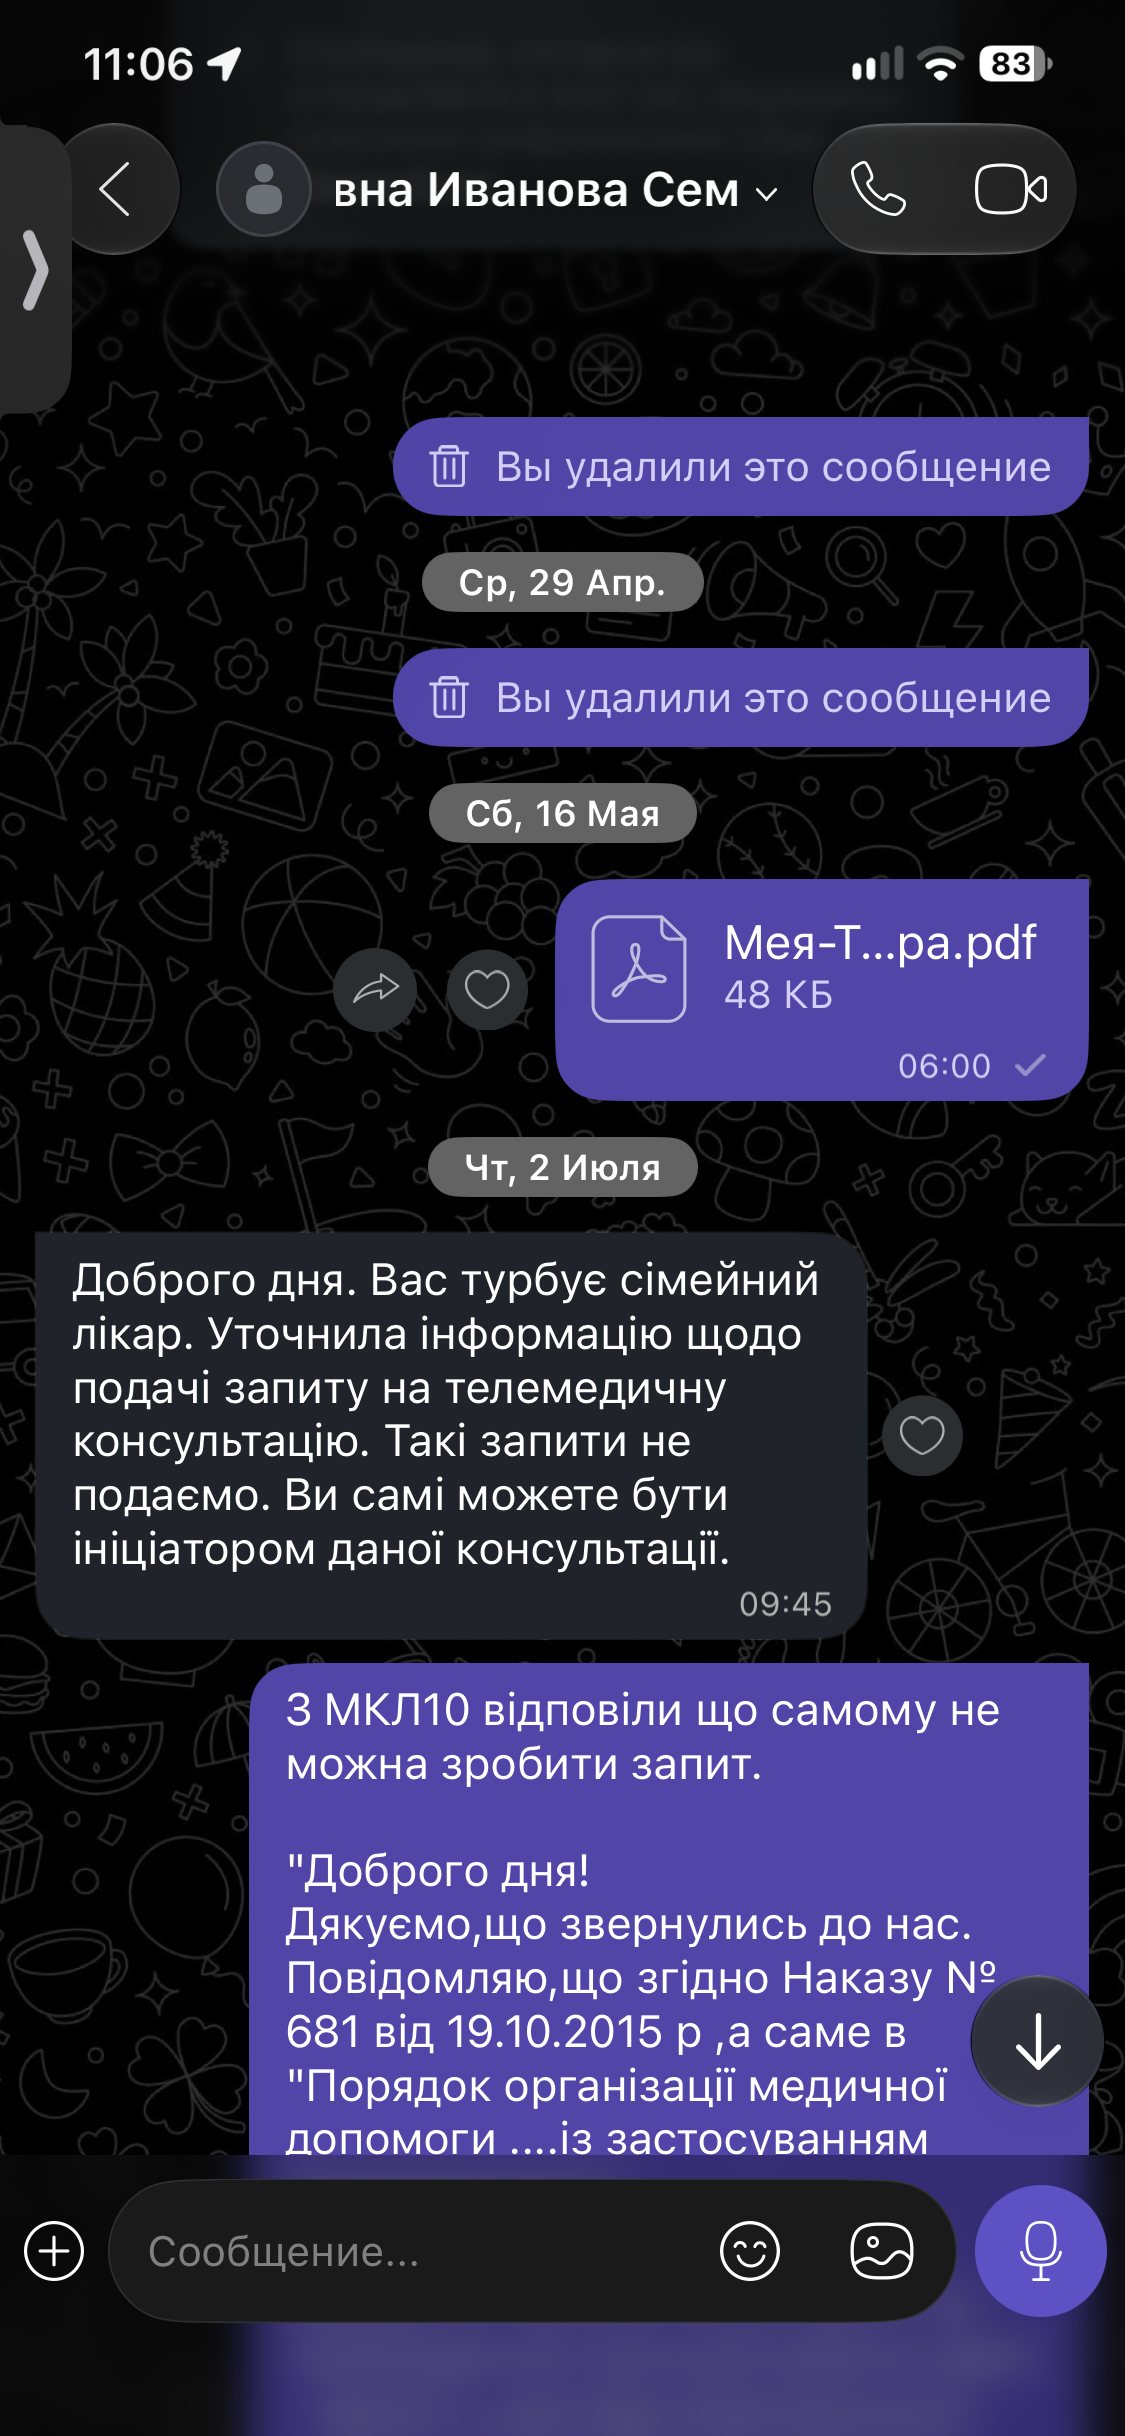 11:06
83
вна Иванова Сем
Вы удалили это сообщение
Ср, 29 Апр.
Вы удалили это сообщение
Сб, 16 Мая
Мея-Т...ра.pdf
48 КБ
06:00
Чт, 2 Июля
Доброго дня. Вас турбує сімейний
лікар. Уточнила інформацію щодо
подачі запиту на телемедичну
консультацію. Такі запити не
подаємо. Ви самі можете бути
ініціатором даної консультації.
09:45
З МКЛ10 відповіли що самому не
можна зробити запит.
"Доброго дня!
Дякуємо,що звернулись до нас.
Повідомляю,що згідно Наказу №
681 від 19.10.2015 р ,а саме в
"Порядок організації медичної
допомоги ....із застосуванням
Сообщение...